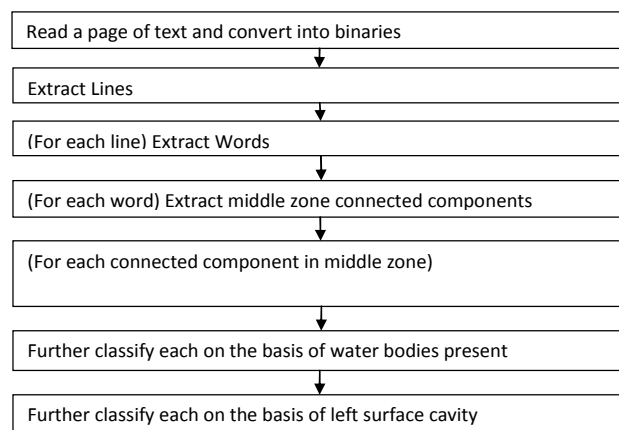 Read a page of text and convert into binaries
Extract Lines
(For each line) Extract Words
(For each word) Extract middle zone connected components
(For each connected component in middle zone)
Further classify each on the basis of water bodies present
Further classify each on the basis of left surface cavity